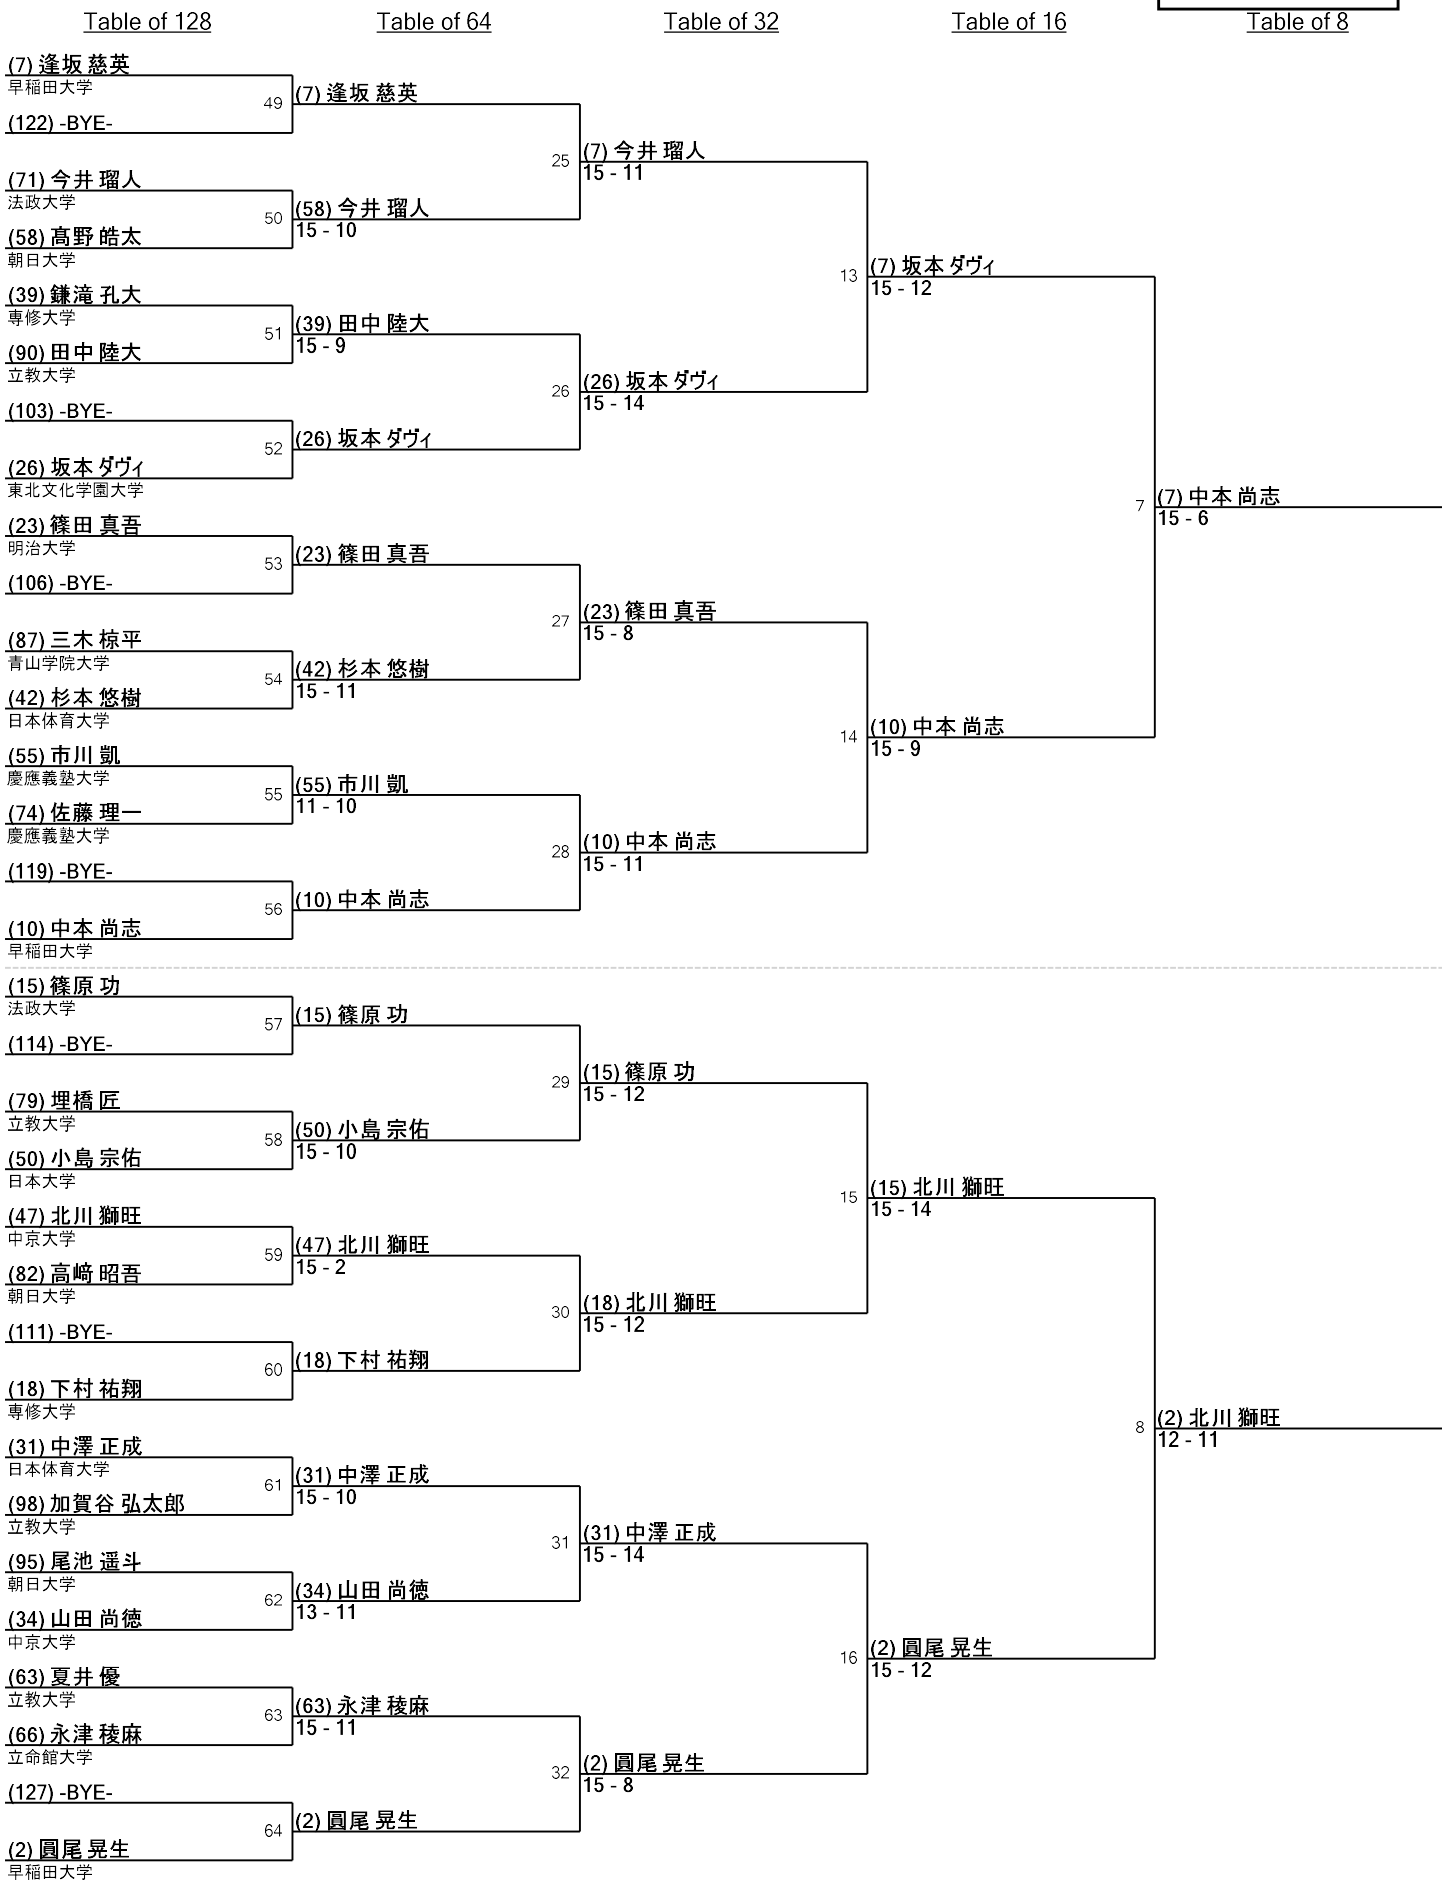 Table of 128
Table of 64
Table of 32
Table of 16
Table of 8
(7) 逢坂 慈英
早稲田大学
49
(122) -BYE-
(71) 今井 瑠人
法政大学
50
(58) 髙野 皓太
朝日大学
(39) 鎌滝 孔大
専修大学
51
(90) 田中 陸大
立教大学
(103) -BYE-
52
(26) 坂本 ダヴィ
東北文化学園大学
(23) 篠田 真吾
明治大学
53
(106) -BYE-
(87) 三木 椋平
青山学院大学
54
(42) 杉本 悠樹
日本体育大学
(55) 市川 凱
慶應義塾大学
55
(74) 佐藤 理一
慶應義塾大学
(119) -BYE-
56
(10) 中本 尚志
早稲田大学
(15) 篠原 功
法政大学
57
(114) -BYE-
(79) 埋橋 匠
立教大学
58
(50) 小島 宗佑
日本大学
(47) 北川 獅旺
中京大学
59
(82) 高﨑 昭吾
朝日大学
(111) -BYE-
60
(18) 下村 祐翔
専修大学
(31) 中澤 正成
日本体育大学
61
(98) 加賀谷 弘太郎
立教大学
(95) 尾池 遥斗
朝日大学
62
(34) 山田 尚徳
中京大学
(63) 夏井 優
立教大学
63
(66) 永津 稜麻
立命館大学
(127) -BYE-
64
(2) 圓尾 晃生
早稲田大学
(7) 逢坂 慈英
25
(58) 今井 瑠人
15 - 10
(39) 田中 陸大
15 - 9
26
(26) 坂本 ダヴィ
(23) 篠田 真吾
27
(42) 杉本 悠樹
15 - 11
(55) 市川 凱
11 - 10
28
(10) 中本 尚志
(15) 篠原 功
29
(50) 小島 宗佑
15 - 10
(47) 北川 獅旺
15 - 2
30
(18) 下村 祐翔
(31) 中澤 正成
15 - 10
31
(34) 山田 尚徳
13 - 11
(63) 永津 稜麻
15 - 11
32
(2) 圓尾 晃生
(7) 今井 瑠人
15 - 11
13
(26) 坂本 ダヴィ
15 - 14
(23) 篠田 真吾
15 - 8
14
(10) 中本 尚志
15 - 11
(15) 篠原 功
15 - 12
15
(18) 北川 獅旺
15 - 12
(31) 中澤 正成
15 - 14
16
(2) 圓尾 晃生
15 - 8
(7) 坂本 ダヴィ
15 - 12
7
(10) 中本 尚志
15 - 9
(15) 北川 獅旺
15 - 14
8
(2) 圓尾 晃生
15 - 12
(7) 中本 尚志
15 - 6
(2) 北川 獅旺
12 - 11